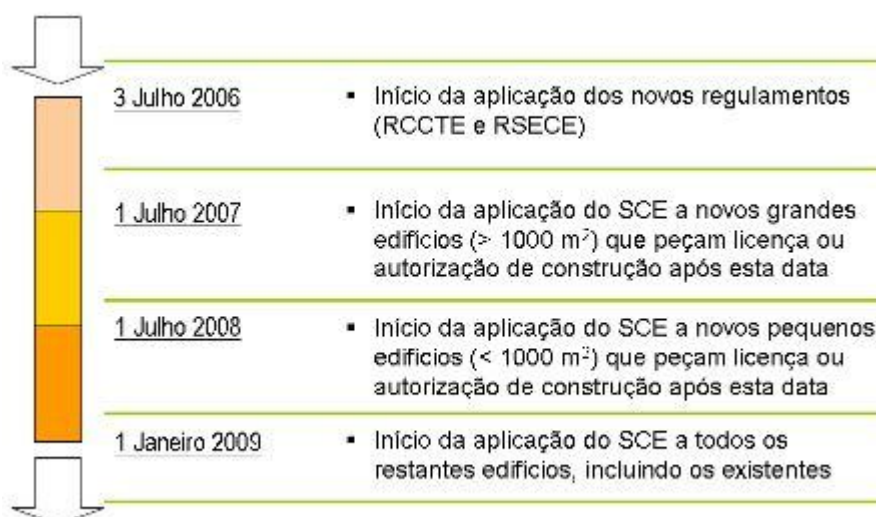 3 Julho 2006
▪ Início da aplicação dos novos regulamentos
(RCCTE e RSECE)
1 Julho 2007
▪ Início da aplicação do SCE a novos grandes
edifícios (> 1000 m²) que peçam licença ou
autorização de construção após esta data
1 Julho 2008
▪ Início da aplicação do SCE a novos pequenos
edifícios (< 1000 m²) que peçam licença ou
autorização de construção após esta data
1 Janeiro 2009
▪ Início da aplicação do SCE a todos os
restantes edifícios, incluindo os existentes